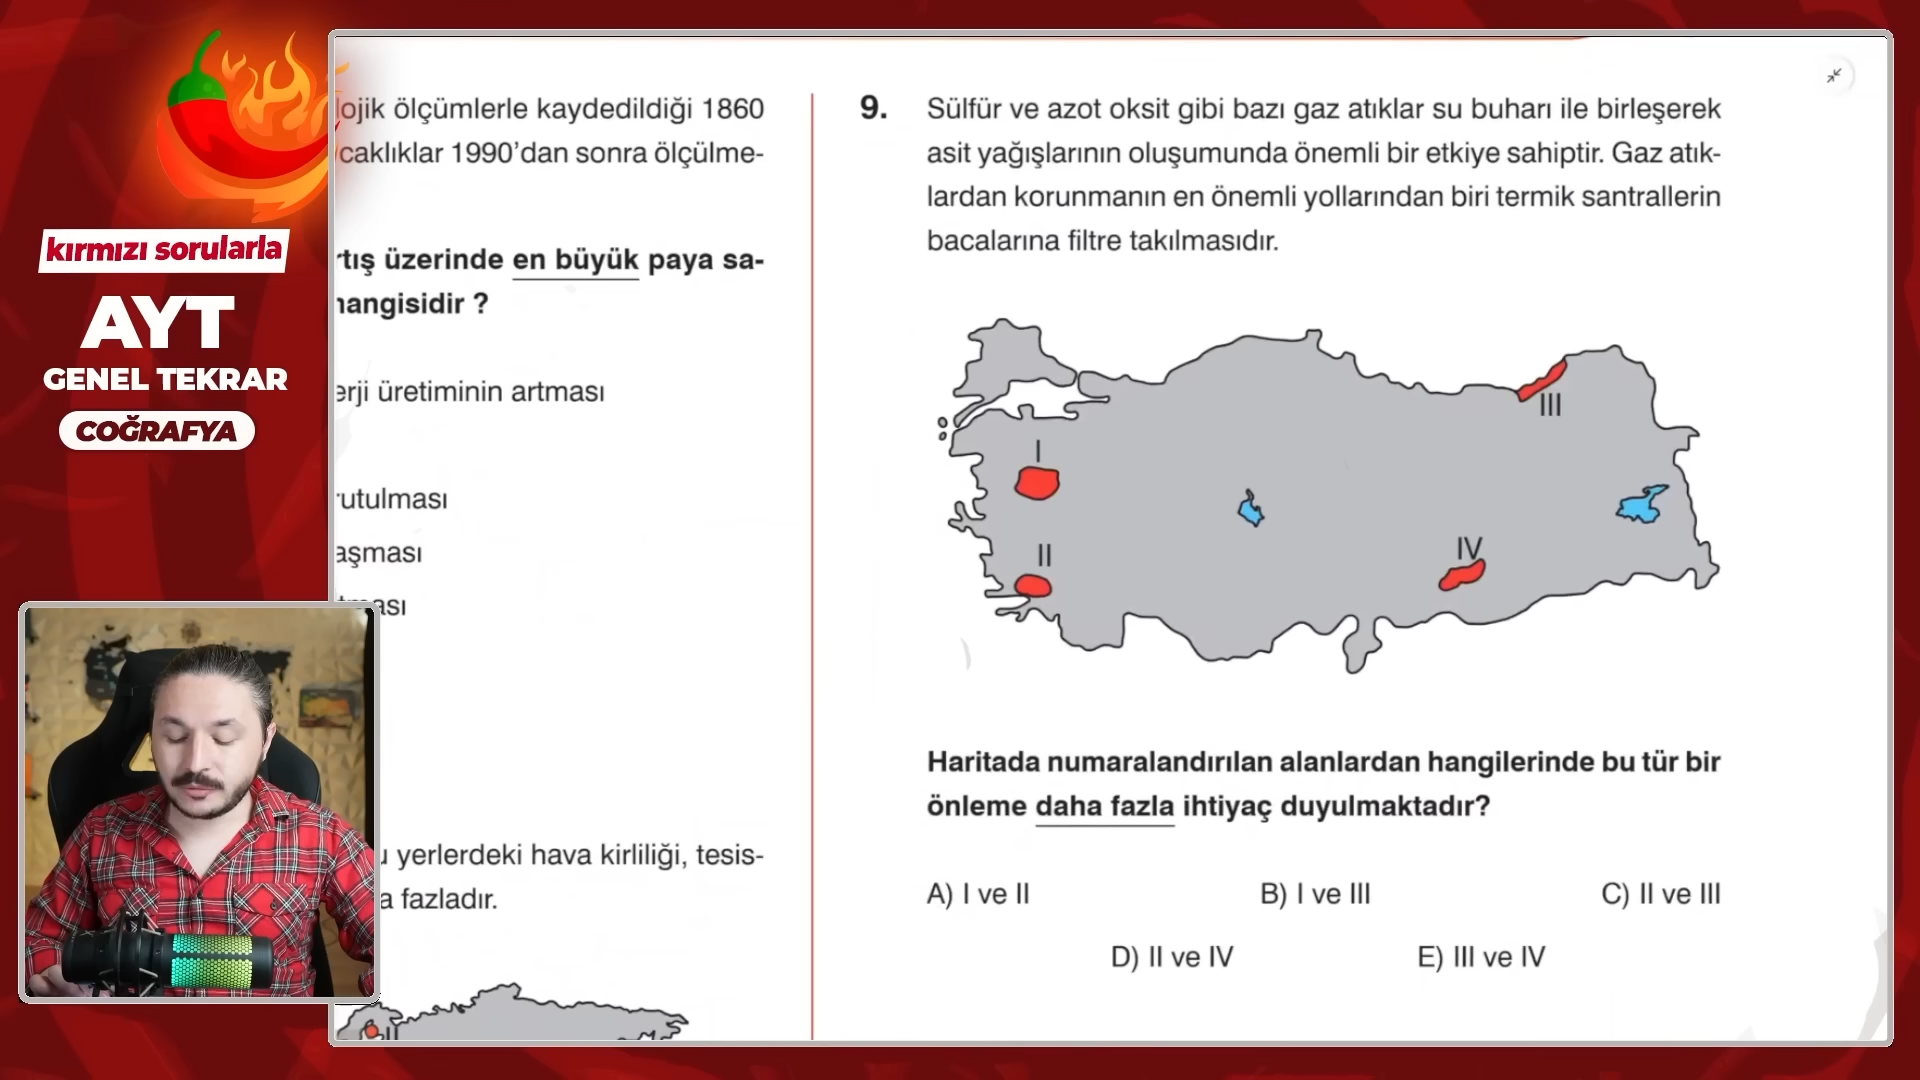 kırmızı sorularla
AYT
GENEL TEKRAR
COĞRAFYA
lojik ölçümlerle kaydedildiği 1860
caklıklar 1990’dan sonra ölçülme-
tış üzerinde en büyük paya sa-
hangisidir ?
erji üretiminin artması
rutulması
aşması
ası
yerlerdeki hava kirliliği, tesis-
a fazladır.
II
9. Sülfür ve azot oksit gibi bazı gaz atıklar su buharı ile birleşerek
asit yağışlarının oluşumunda önemli bir etkiye sahiptir. Gaz atık-
lardan korunmanın en önemli yollarından biri termik santrallerin
bacalarına filtre takılmasıdır.
III
I
II
IV
Haritada numaralandırılan alanlardan hangilerinde bu tür bir
önleme daha fazla ihtiyaç duyulmaktadır?
A) I ve II B) I ve III C) II ve III
D) II ve IV E) III ve IV